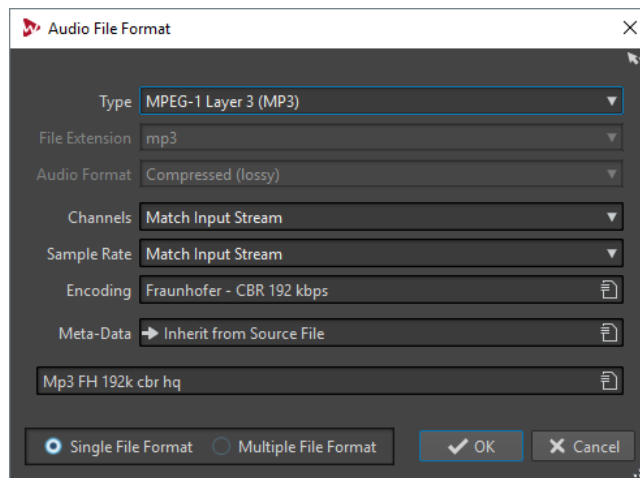 Audio File Format
Type MPEG-1 Layer 3 (MP3)
File Extension mp3
Audio Format Compressed (lossy)
Channels Match Input Stream
Sample Rate Match Input Stream
Encoding Fraunhofer - CBR 192 kbps
Meta-Data Inherit from Source File
Mp3 FH 192k cbr hq
Single File Format Multiple File Format OK Cancel